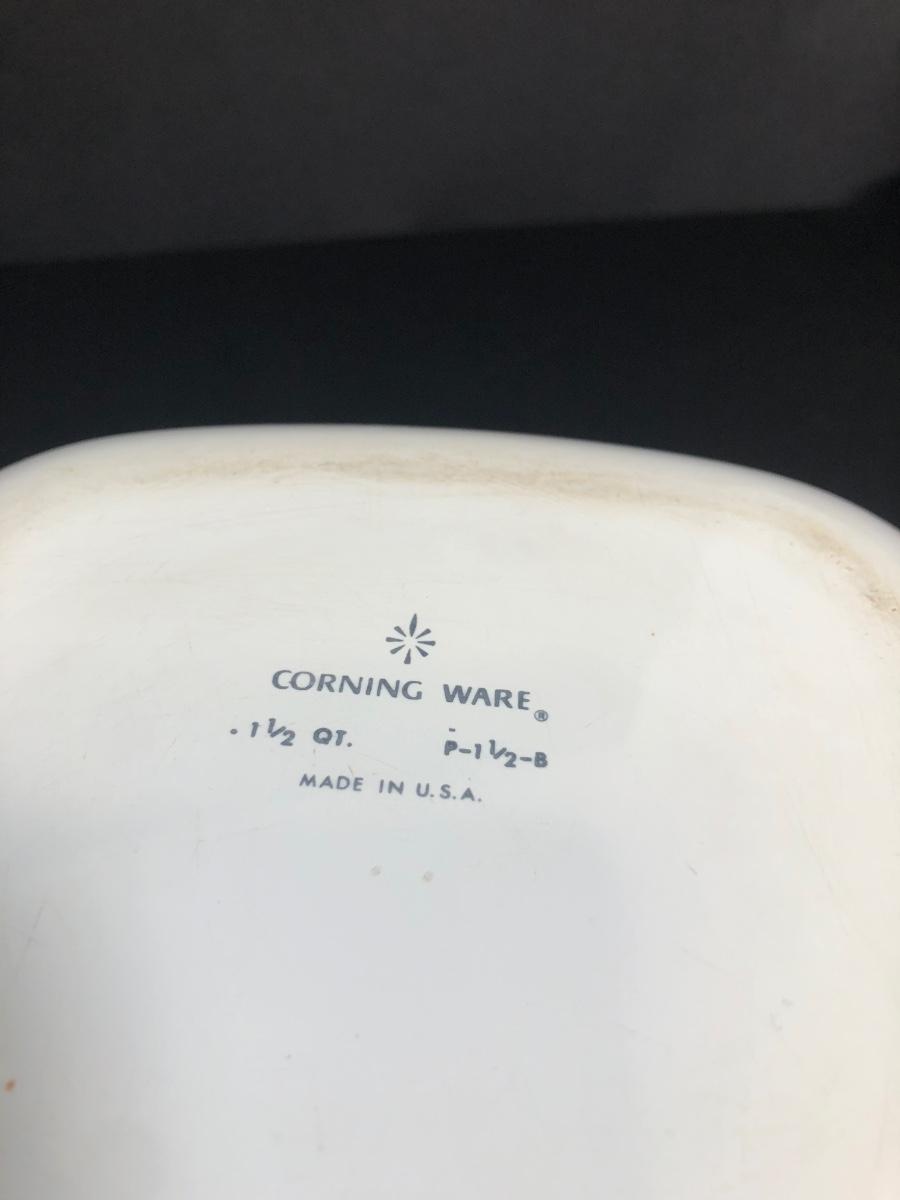 CORNING WARE®
1½ QT. P-1½-B
MADE IN U.S.A.